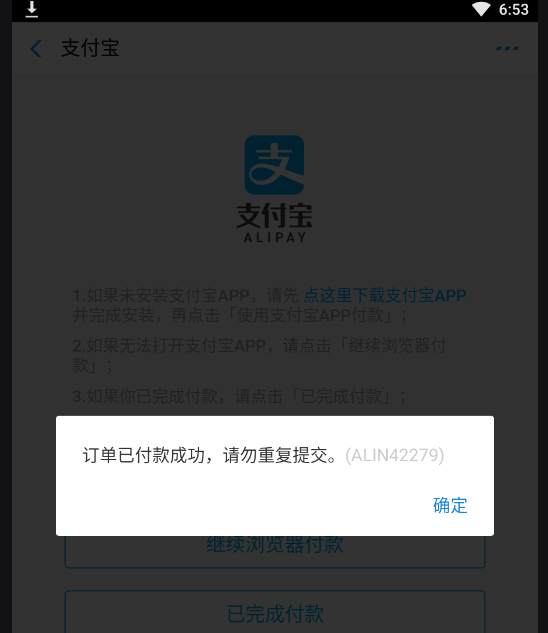 6:53
支付宝
支
支付宝
ALIPAY
1.如果未安装支付宝APP，请先 点这里下载支付宝APP
并完成安装，再点击「使用支付宝APP付款」；
2.如果无法打开支付宝APP，请点击「继续浏览器付
款」；
3.如果你已完成付款，请点击「已完成付款」；
订单已付款成功，请勿重复提交。(ALIN42279)
确定
继续浏览器付款
已完成付款